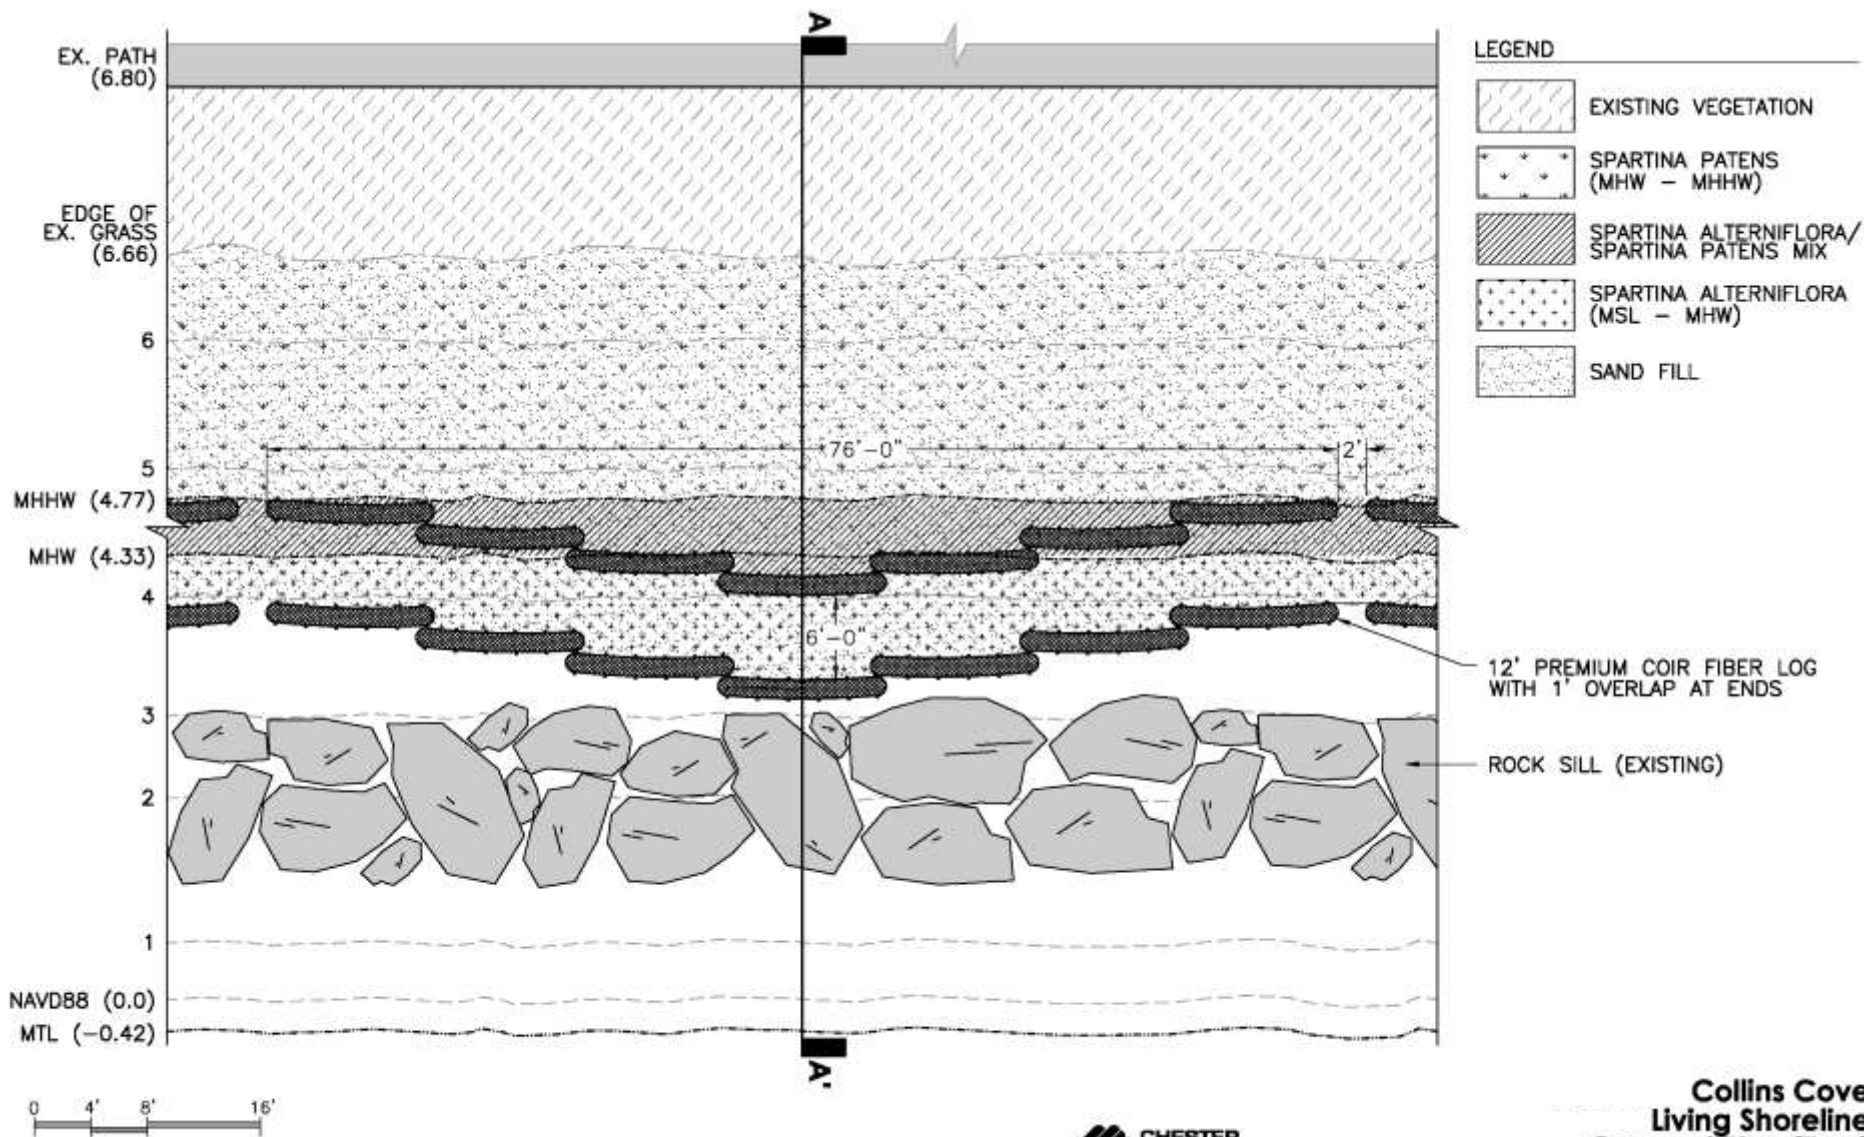 A
EX. PATH
(6.80)
EDGE OF
EX. GRASS
(6.66)
6
5
MHHW (4.77)
MHW (4.33)
4
3
2
1
NAVD88 (0.0)
MTL (-0.42)
76'-0"
2'
6'-0"
A'
LEGEND
EXISTING VEGETATION
SPARTINA PATENS
(MHW - MHHW)
SPARTINA ALTERNIFLORA/
SPARTINA PATENS MIX
SPARTINA ALTERNIFLORA
(MSL - MHW)
SAND FILL
12' PREMIUM COIR FIBER LOG
WITH 1' OVERLAP AT ENDS
ROCK SILL (EXISTING)
0 4' 8' 16'
CHESTER
Collins Cove
Living Shoreline